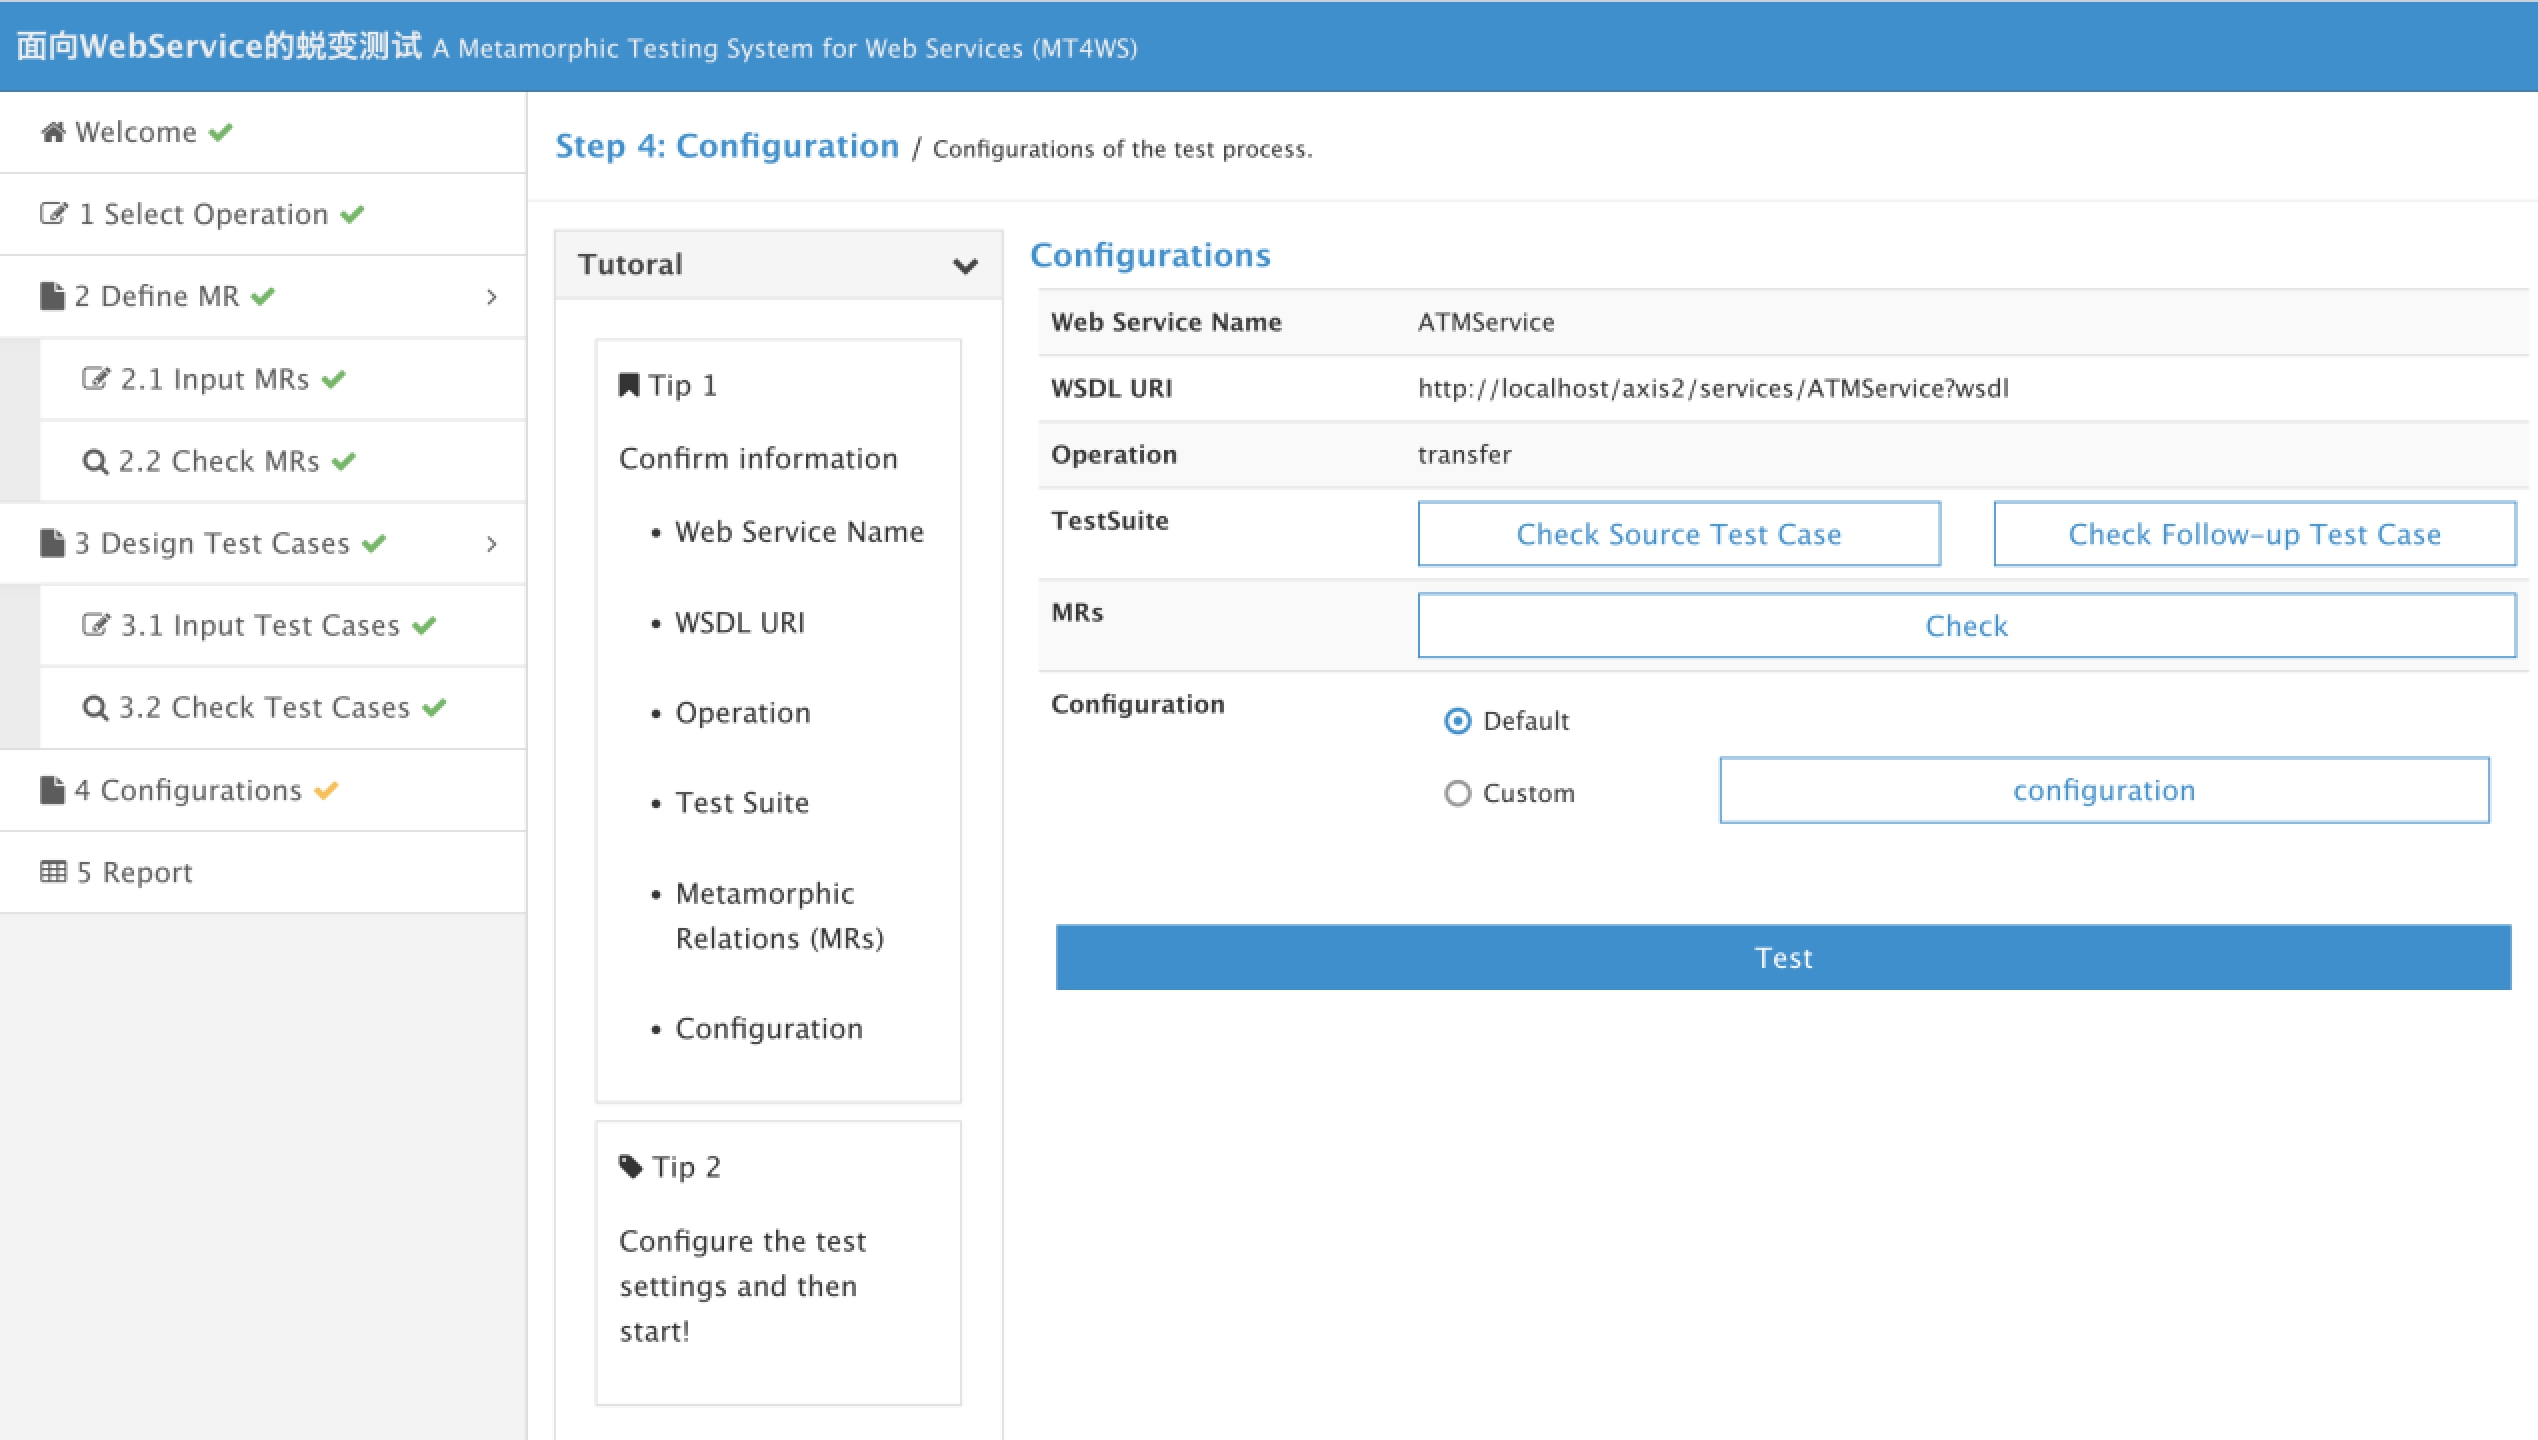 面向WebService的蜕变测试 A Metamorphic Testing System for Web Services (MT4WS)
Welcome
1 Select Operation
2 Define MR
2.1 Input MRs
2.2 Check MRs
3 Design Test Cases
3.1 Input Test Cases
3.2 Check Test Cases
4 Configurations
5 Report
Step 4: Configuration / Configurations of the test process.
Tutoral
Tip 1
Confirm information
• Web Service Name
• WSDL URI
• Operation
• Test Suite
• Metamorphic
Relations (MRs)
• Configuration
Tip 2
Configure the test
settings and then
start!
Configurations
Web Service Name ATMService
WSDL URI http://localhost/axis2/services/ATMService?wsdl
Operation transfer
TestSuite Check Source Test Case Check Follow-up Test Case
MRs Check
Configuration Default
Custom configuration
Test